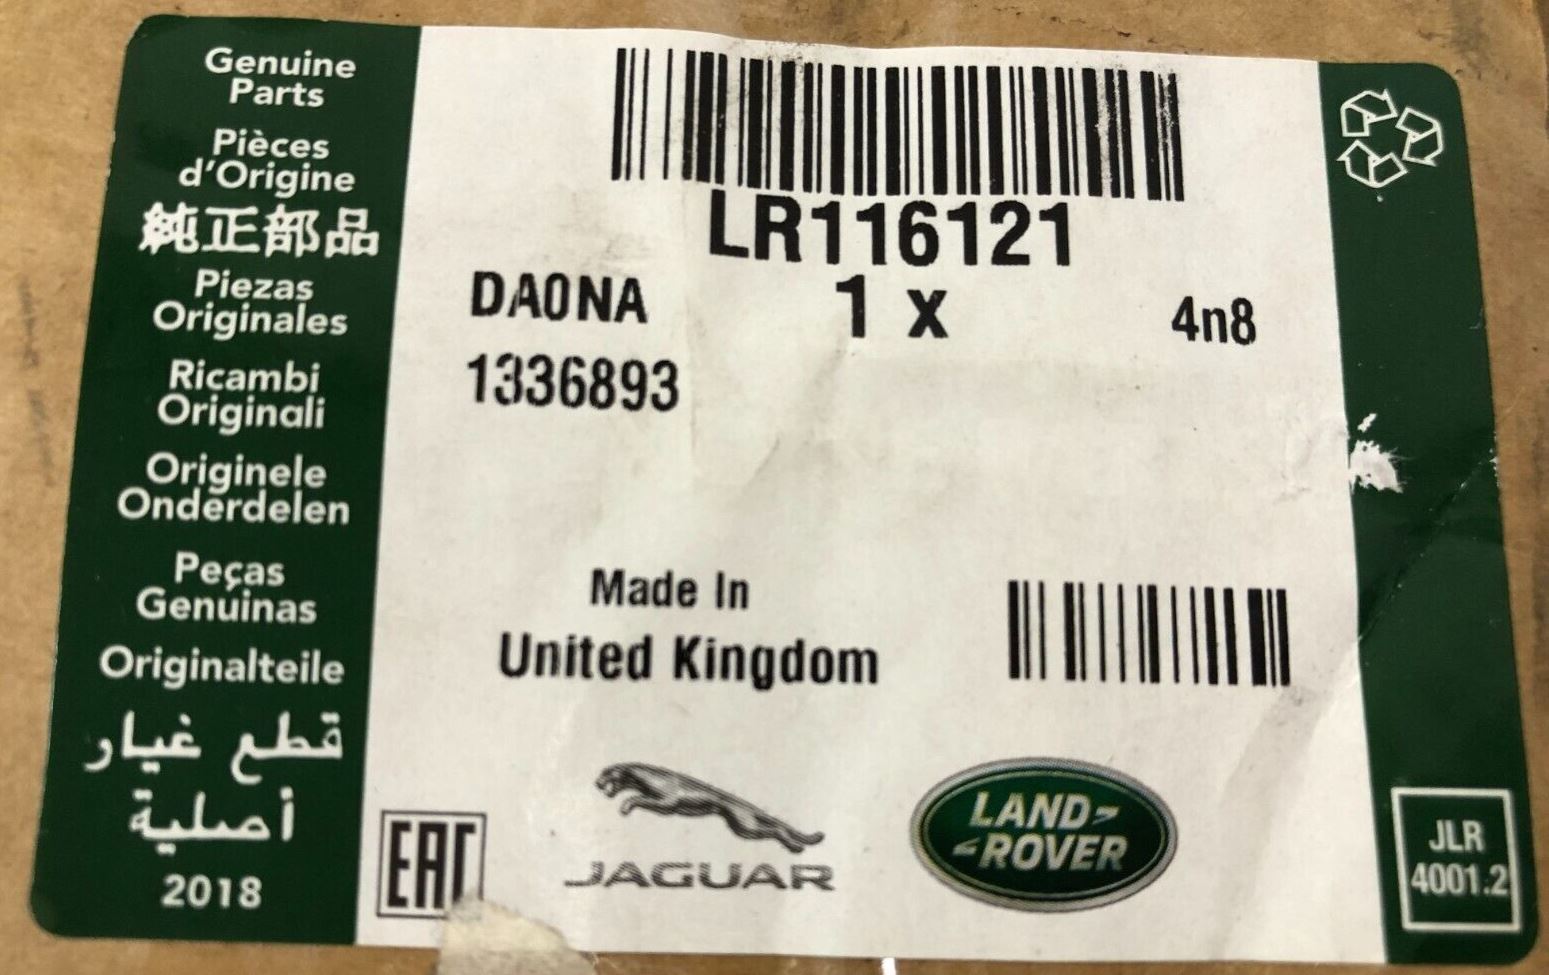 Genuine
Parts
Pièces
d'Origine
純正部品
Piezas
Originales
Ricambi
Originali
Originele
Onderdelen
Peças
Genuinas
Originalteile
قطع غيار
أصلية
2018
LR116121
DA0NA 1 x 4n8
1336893
Made In
United Kingdom
EAC
JAGUAR
LAND-
-ROVER
JLR
4001.2